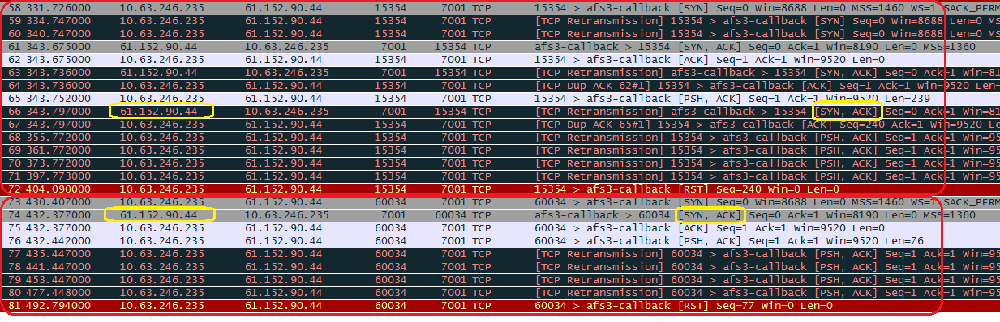 58 331.726000 10.63.246.235 61.152.90.44 15354 7001 TCP 15354 > afs3-callback [SYN] Seq=0 Win=8688 Len=0 MSS=1460 WS=1 SACK_PERM
59 334.747000 10.63.246.235 61.152.90.44 15354 7001 TCP [TCP Retransmission] 15354 > afs3-callback [SYN] Seq=0 Win=8688 Len=0 M
60 340.747000 10.63.246.235 61.152.90.44 15354 7001 TCP [TCP Retransmission] 15354 > afs3-callback [SYN] Seq=0 Win=8688 Len=0 M
61 343.675000 61.152.90.44 10.63.246.235 7001 15354 TCP afs3-callback > 15354 [SYN, ACK] Seq=0 Ack=1 Win=8190 Len=0 MSS=1360
62 343.675000 10.63.246.235 61.152.90.44 15354 7001 TCP 15354 > afs3-callback [ACK] Seq=1 Ack=1 Win=9520 Len=0
63 343.736000 61.152.90.44 10.63.246.235 7001 15354 TCP [TCP Retransmission] afs3-callback > 15354 [SYN, ACK] Seq=0 Ack=1 Win=81
64 343.736000 10.63.246.235 61.152.90.44 15354 7001 TCP [TCP Dup ACK 62#1] 15354 > afs3-callback [ACK] Seq=1 Ack=1 Win=9520 Len
65 343.752000 10.63.246.235 61.152.90.44 15354 7001 TCP 15354 > afs3-callback [PSH, ACK] Seq=1 Ack=1 Win=9520 Len=239
66 343.797000 61.152.90.44 10.63.246.235 7001 15354 TCP [TCP Retransmission] afs3-callback > 15354 [SYN, ACK] Seq=0 Ack=1 Win=81
67 343.797000 10.63.246.235 61.152.90.44 15354 7001 TCP [TCP Dup ACK 65#1] 15354 > afs3-callback [ACK] Seq=240 Ack=1 Win=9520 L
68 355.772000 10.63.246.235 61.152.90.44 15354 7001 TCP [TCP Retransmission] 15354 > afs3-callback [PSH, ACK] Seq=1 Ack=1 Win=95
69 361.772000 10.63.246.235 61.152.90.44 15354 7001 TCP [TCP Retransmission] 15354 > afs3-callback [PSH, ACK] Seq=1 Ack=1 Win=95
70 373.772000 10.63.246.235 61.152.90.44 15354 7001 TCP [TCP Retransmission] 15354 > afs3-callback [PSH, ACK] Seq=1 Ack=1 Win=95
71 397.773000 10.63.246.235 61.152.90.44 15354 7001 TCP [TCP Retransmission] 15354 > afs3-callback [PSH, ACK] Seq=1 Ack=1 Win=95
72 404.090000 10.63.246.235 61.152.90.44 15354 7001 TCP 15354 > afs3-callback [RST] Seq=240 Win=0 Len=0
73 430.407000 10.63.246.235 61.152.90.44 60034 7001 TCP 60034 > afs3-callback [SYN] Seq=0 Win=8688 Len=0 MSS=1460 WS=1 SACK_PERM
74 432.377000 61.152.90.44 10.63.246.235 7001 60034 TCP afs3-callback > 60034 [SYN, ACK] Seq=0 Ack=1 Win=8190 Len=0 MSS=1360
75 432.377000 10.63.246.235 61.152.90.44 60034 7001 TCP 60034 > afs3-callback [ACK] Seq=1 Ack=1 Win=9520 Len=0
76 432.442000 10.63.246.235 61.152.90.44 60034 7001 TCP 60034 > afs3-callback [PSH, ACK] Seq=1 Ack=1 Win=9520 Len=76
77 435.447000 10.63.246.235 61.152.90.44 60034 7001 TCP [TCP Retransmission] 60034 > afs3-callback [PSH, ACK] Seq=1 Ack=1 Win=95
78 441.447000 10.63.246.235 61.152.90.44 60034 7001 TCP [TCP Retransmission] 60034 > afs3-callback [PSH, ACK] Seq=1 Ack=1 Win=95
79 453.447000 10.63.246.235 61.152.90.44 60034 7001 TCP [TCP Retransmission] 60034 > afs3-callback [PSH, ACK] Seq=1 Ack=1 Win=95
80 477.448000 10.63.246.235 61.152.90.44 60034 7001 TCP [TCP Retransmission] 60034 > afs3-callback [PSH, ACK] Seq=1 Ack=1 Win=95
81 492.794000 10.63.246.235 61.152.90.44 60034 7001 TCP 60034 > afs3-callback [RST] Seq=77 Win=0 Len=0